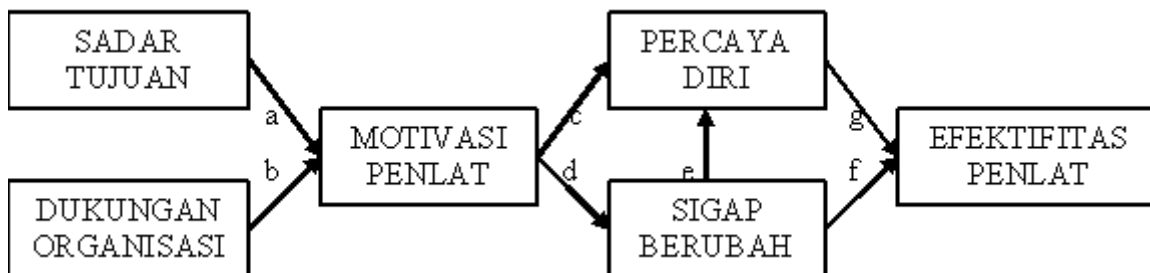 SADAR
TUJUAN
a
b
DUKUNGAN
ORGANISASI
MOTIVASI
PENLAT
c
d
PERCAYA
DIRI
e
SIGAP
BERUBAH
g
f
EFEKTIFITAS
PENLAT